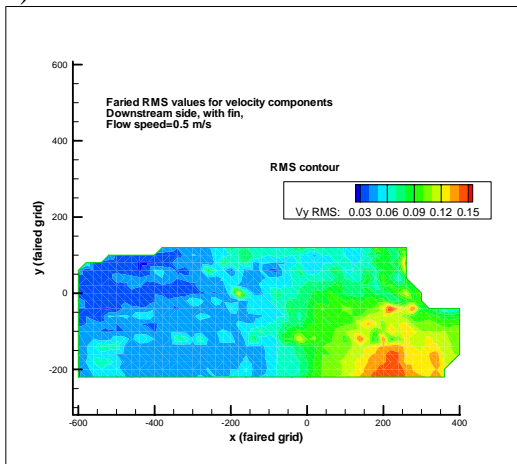 )
600
400
200
0
-200
-600
-400
-200
0
200
400
y (faired grid)
x (faired grid)
Faried RMS values for velocity components
Downstream side, with fin,
Flow speed=0.5 m/s
RMS contour
Vy RMS: 0.03 0.06 0.09 0.12 0.15